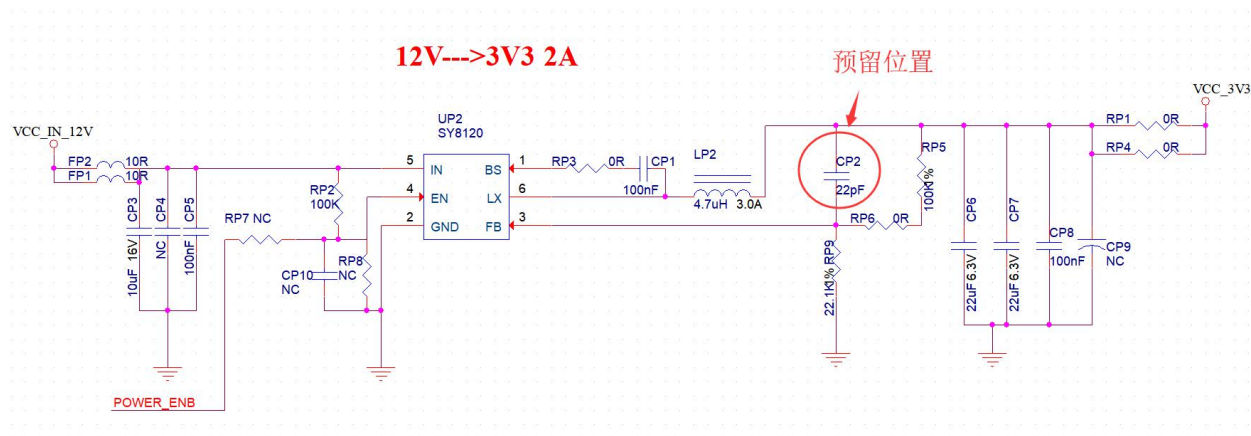 12V--->3V3 2A
预留位置
VCC_3V3
VCC_IN_12V
UP2
SY8120
RP1 0R
FP2 10R
FP1 10R
5 IN
BS 1
RP3 0R
CP1
100nF
LP2
4.7uH 3.0A
CP2
22pF
RP5
100K1%
RP4 0R
RP2
100K
4 EN
LX 6
2 GND
FB 3
RP6 0R
CP3
10uF 16V
CP4
NC
CP5
100nF
RP7 NC
CP10
NC
RP8
NC
RP9
22.1K1%
CP6
22uF 6.3V
CP7
22uF 6.3V
CP8
100nF
CP9
NC
POWER_ENB